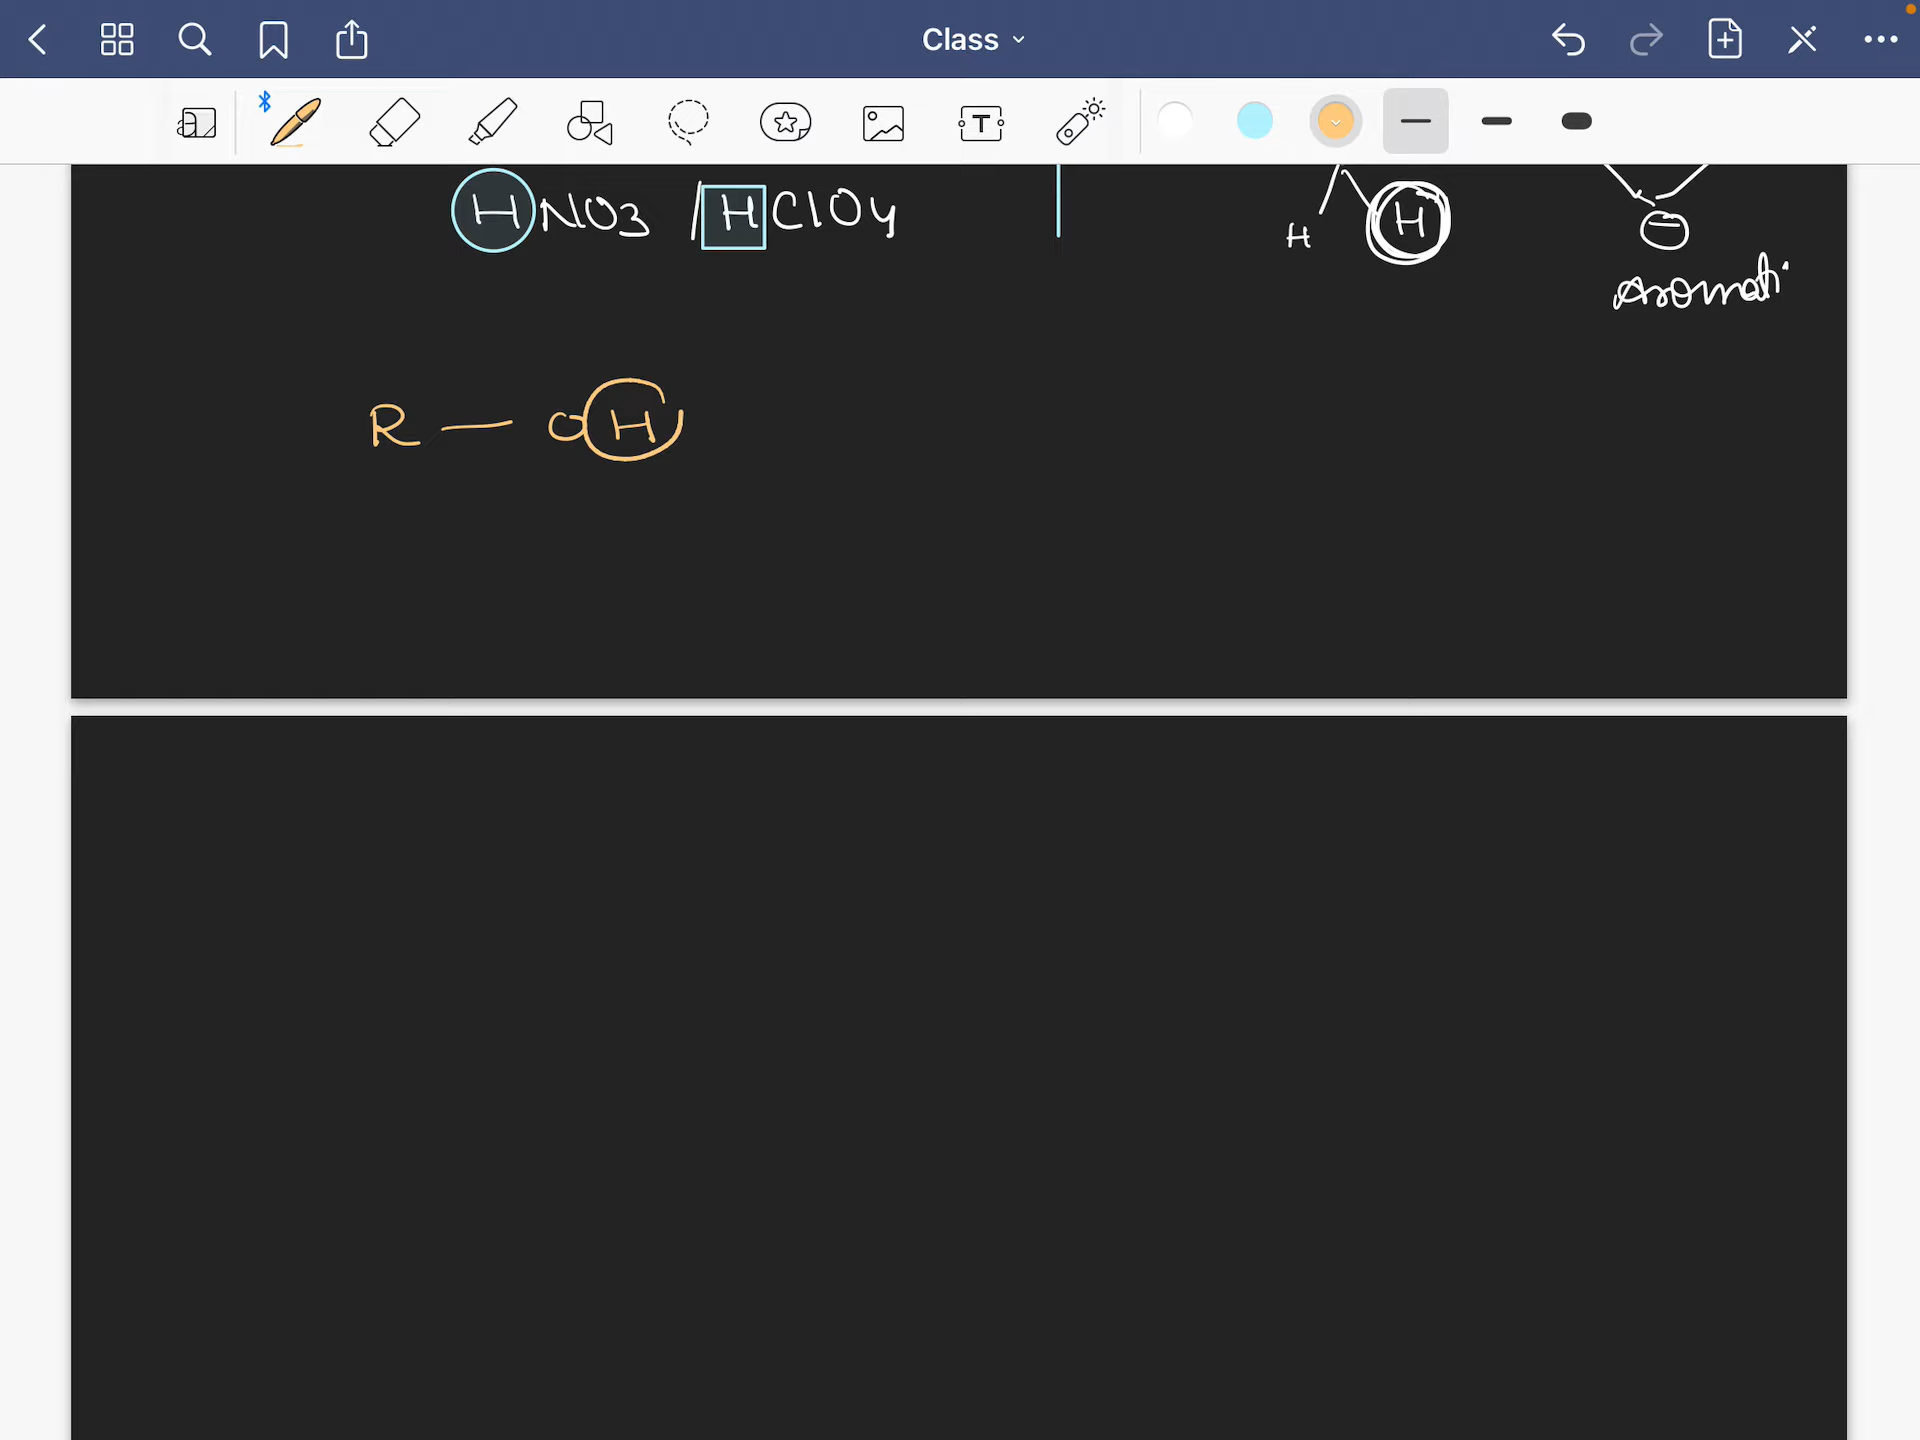 Class
a
T
HNO3 / HClO4
H H
⊖
Aromati
R — OH